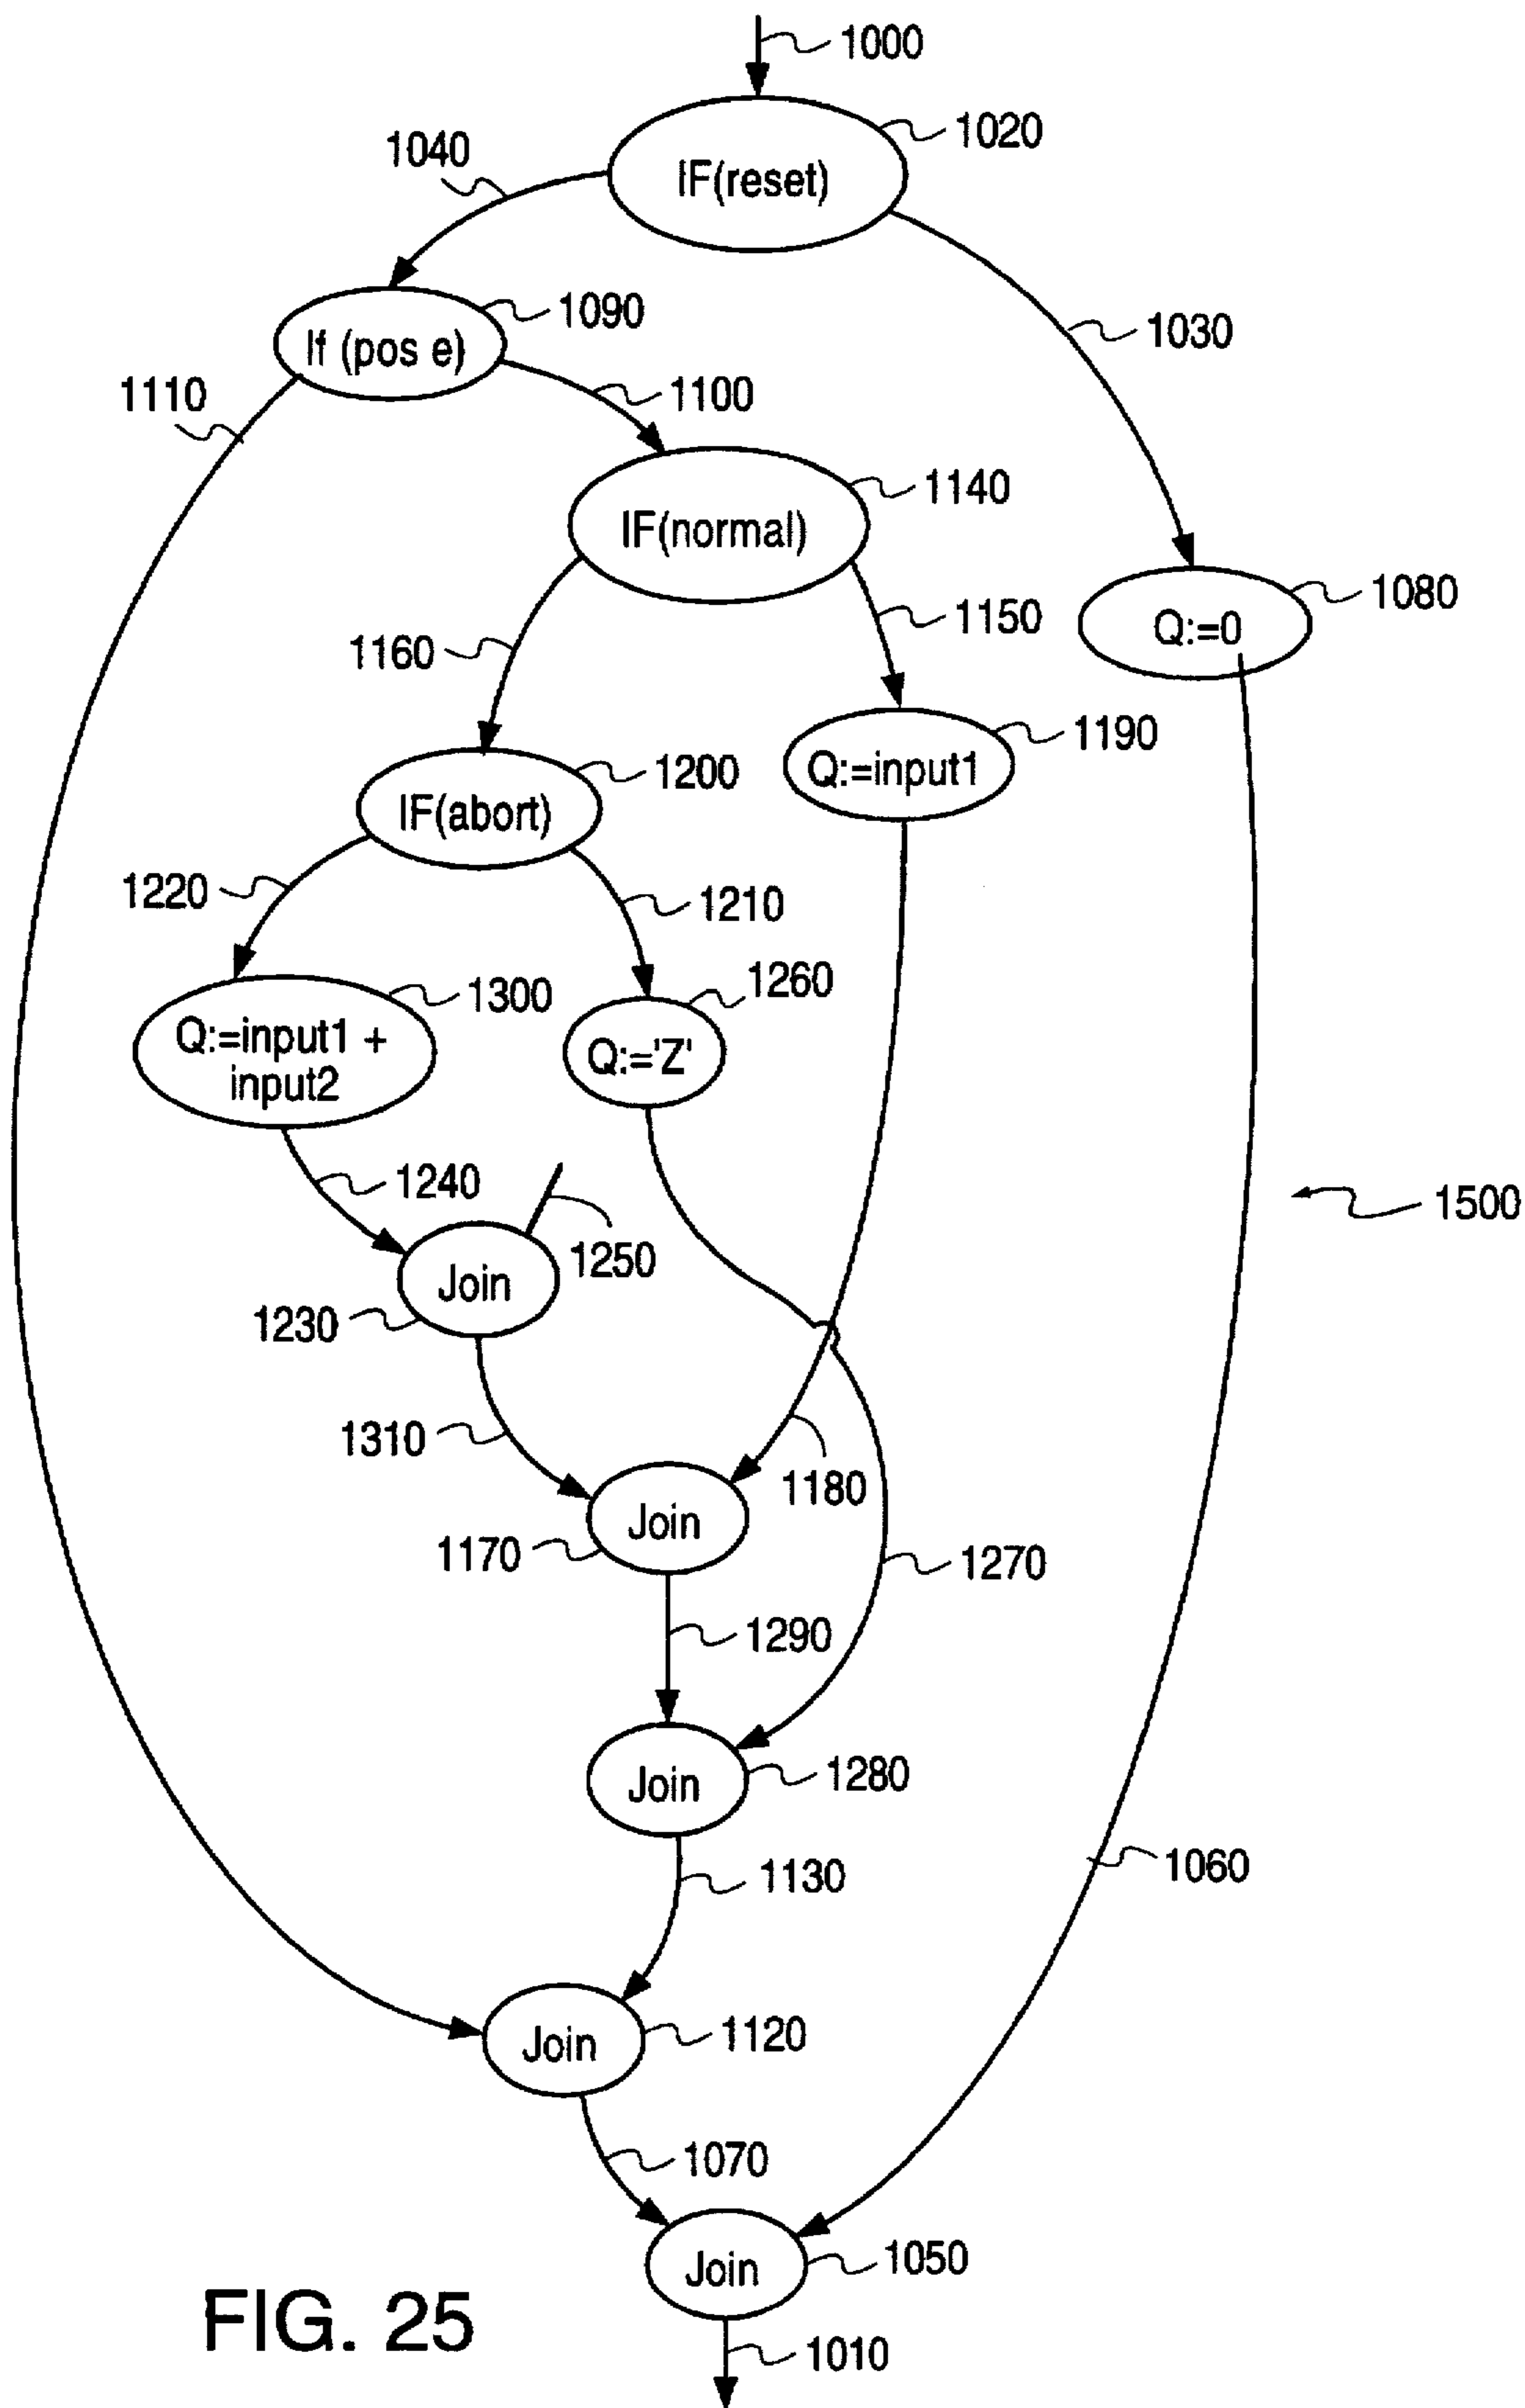 1000
1020
IF(reset)
1040
1090
If (pos e)
1030
1110
1100
1140
IF(normal)
1150
1080
Q:=0
1160
1190
Q:=input1
1200
IF(abort)
1220
1210
1300
1260
Q:=input1 +
input2
Q:='Z'
1240
1500
1250
Join
1230
1310
1180
Join
1170
1270
1290
Join
1280
1060
1130
Join
1120
1070
Join
1050
FIG. 25
1010